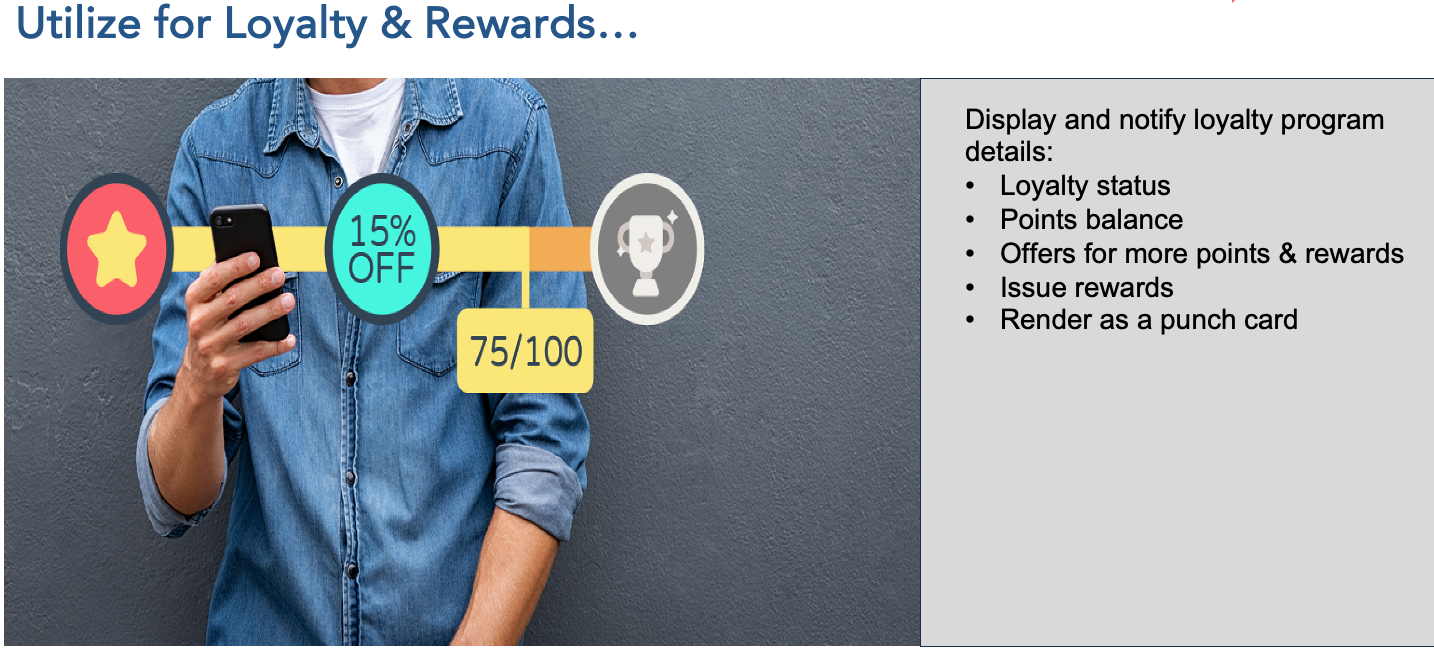 Utilize for Loyalty & Rewards…
15%
OFF
75/100
Display and notify loyalty program
details:
• Loyalty status
• Points balance
• Offers for more points & rewards
• Issue rewards
• Render as a punch card